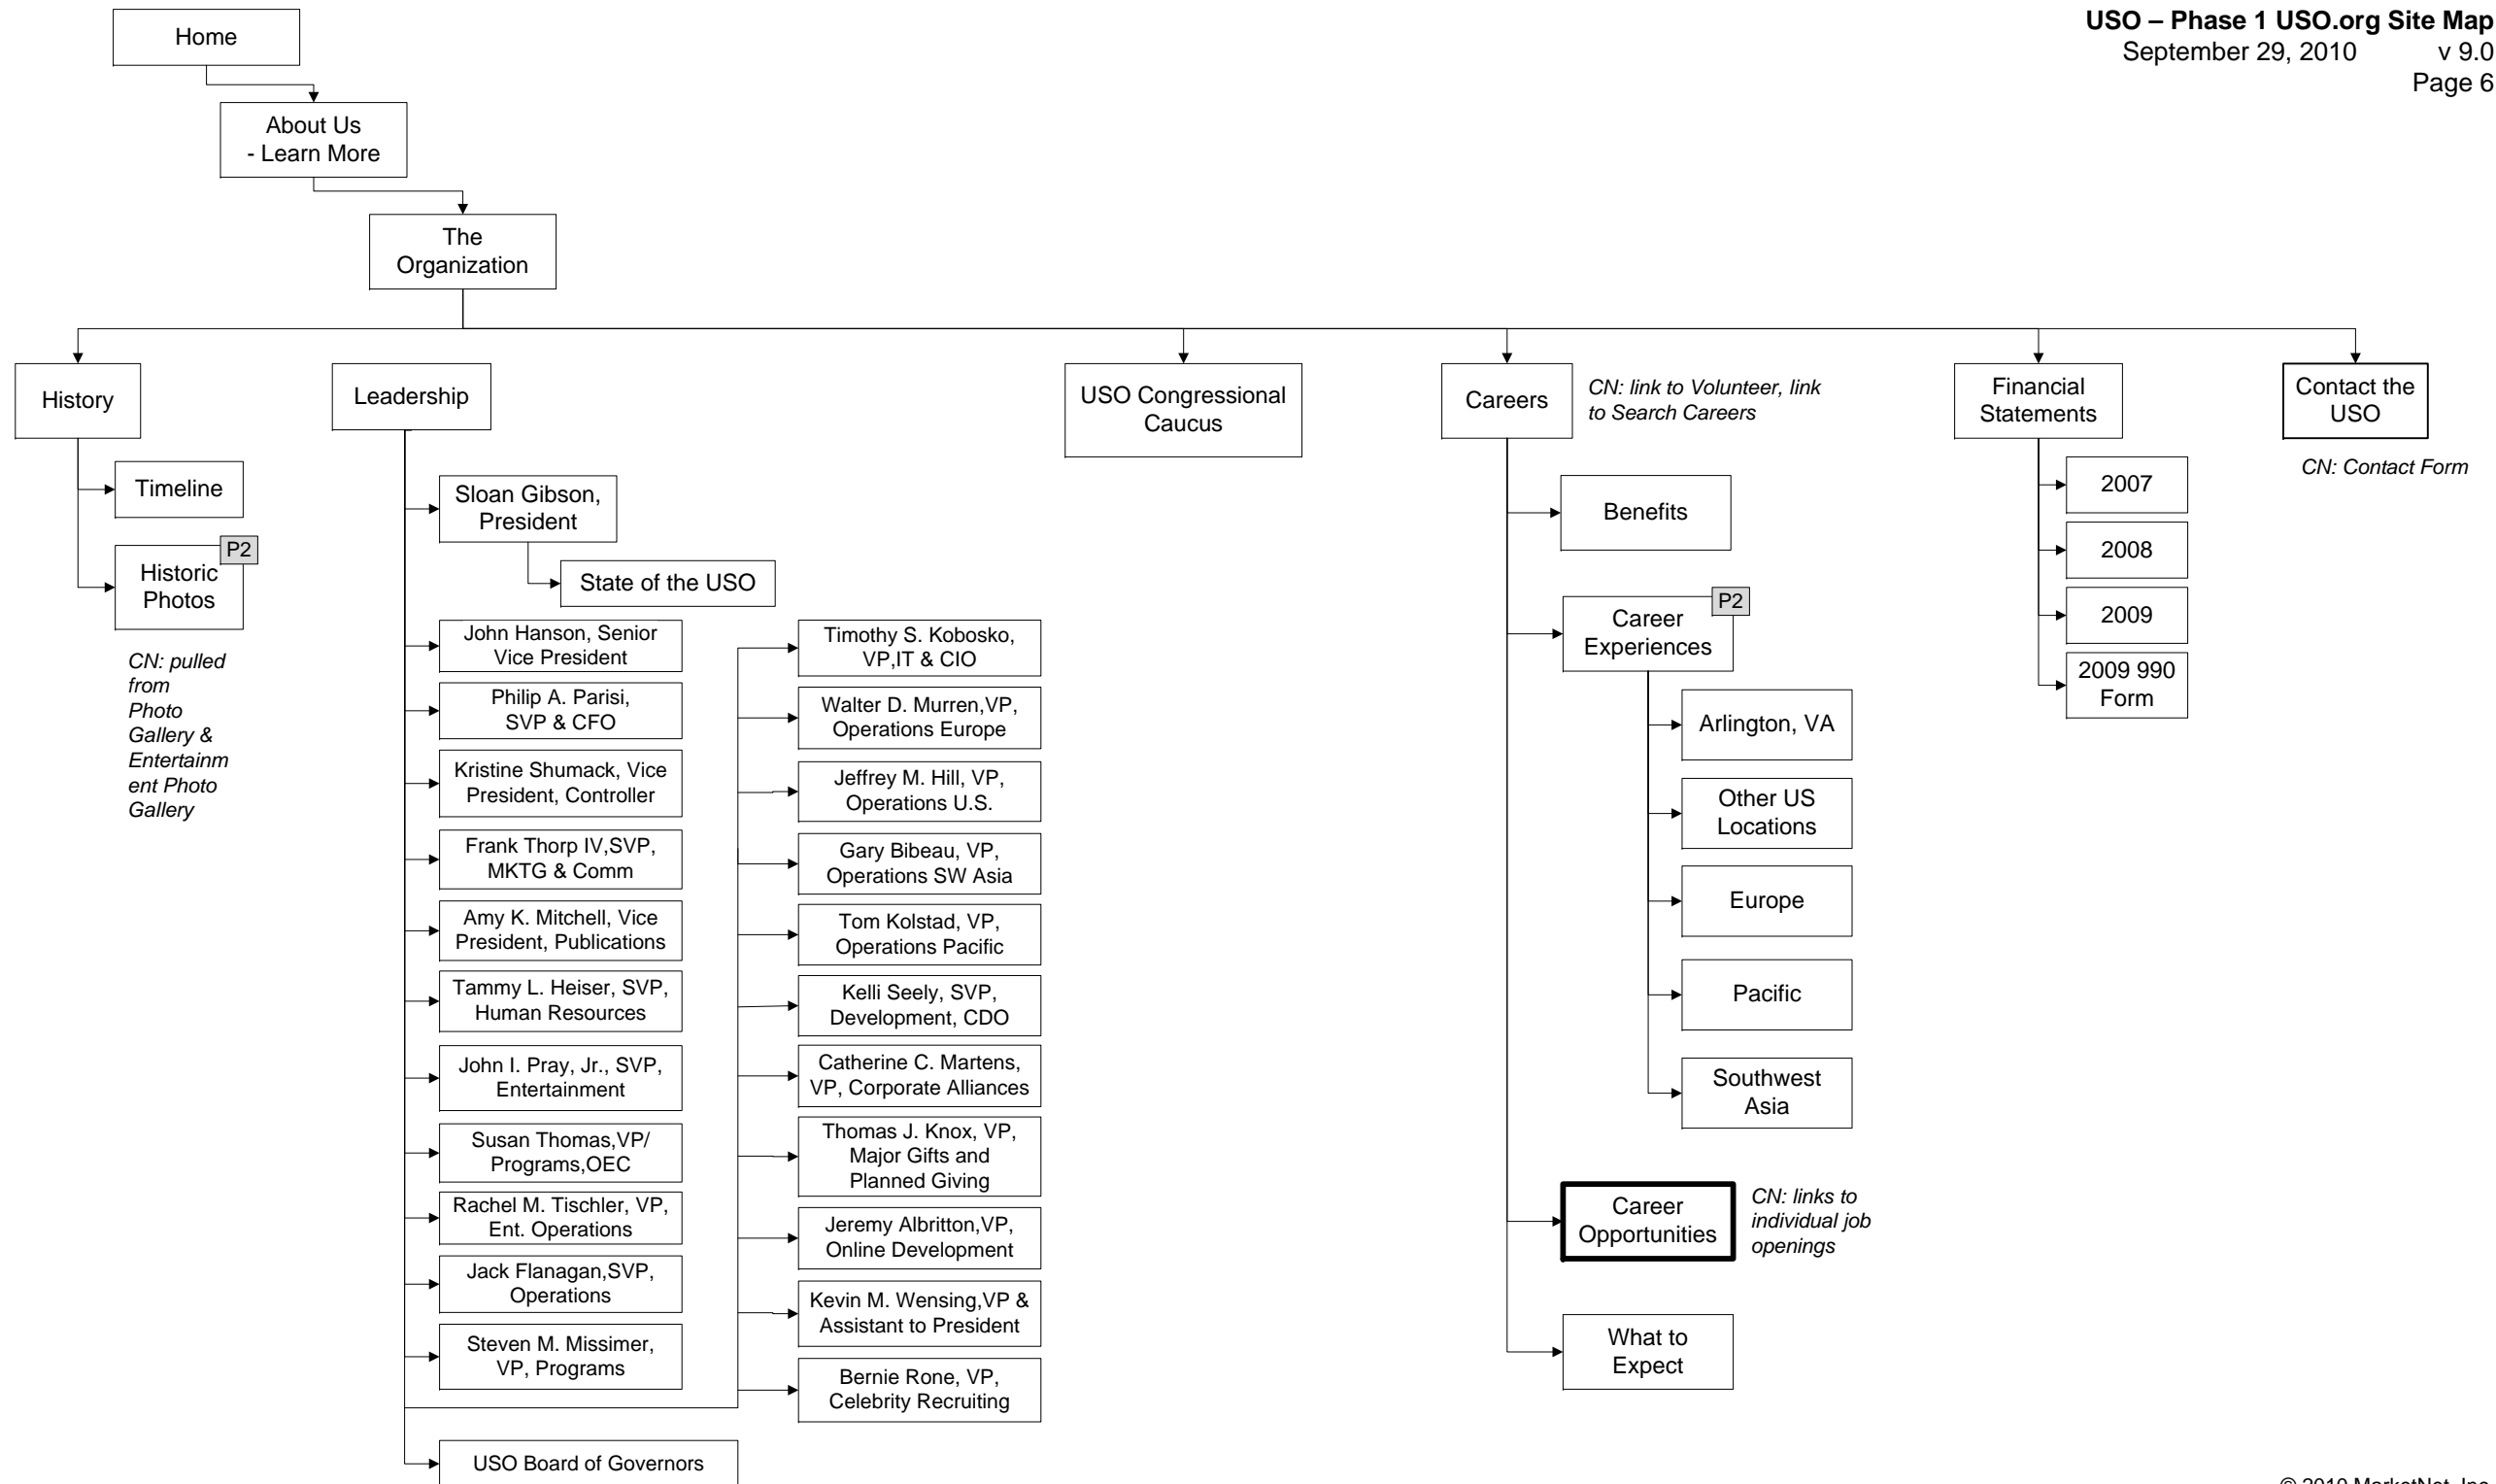 USO – Phase 1 USO.org Site Map
September 29, 2010 v 9.0
Page 6
Home
About Us
- Learn More
The
Organization
History
Timeline
P2
Historic
Photos
CN: pulled
from
Photo
Gallery &
Entertainm
ent Photo
Gallery
Leadership
Sloan Gibson,
President
State of the USO
John Hanson, Senior
Vice President
Philip A. Parisi,
SVP & CFO
Kristine Shumack, Vice
President, Controller
Frank Thorp IV,SVP,
MKTG & Comm
Amy K. Mitchell, Vice
President, Publications
Tammy L. Heiser, SVP,
Human Resources
John I. Pray, Jr., SVP,
Entertainment
Susan Thomas,VP/
Programs,OEC
Rachel M. Tischler, VP,
Ent. Operations
Jack Flanagan,SVP,
Operations
Steven M. Missimer,
VP, Programs
Timothy S. Kobosko,
VP,IT & CIO
Walter D. Murren,VP,
Operations Europe
Jeffrey M. Hill, VP,
Operations U.S.
Gary Bibeau, VP,
Operations SW Asia
Tom Kolstad, VP,
Operations Pacific
Kelli Seely, SVP,
Development, CDO
Catherine C. Martens,
VP, Corporate Alliances
Thomas J. Knox, VP,
Major Gifts and
Planned Giving
Jeremy Albritton,VP,
Online Development
Kevin M. Wensing,VP &
Assistant to President
Bernie Rone, VP,
Celebrity Recruiting
USO Board of Governors
USO Congressional
Caucus
Careers
CN: link to Volunteer, link
to Search Careers
Benefits
P2
Career
Experiences
Arlington, VA
Other US
Locations
Europe
Pacific
Southwest
Asia
Career
Opportunities
CN: links to
individual job
openings
What to
Expect
Financial
Statements
2007
2008
2009
2009 990
Form
Contact the
USO
CN: Contact Form
© 2010 MarketNet, Inc.